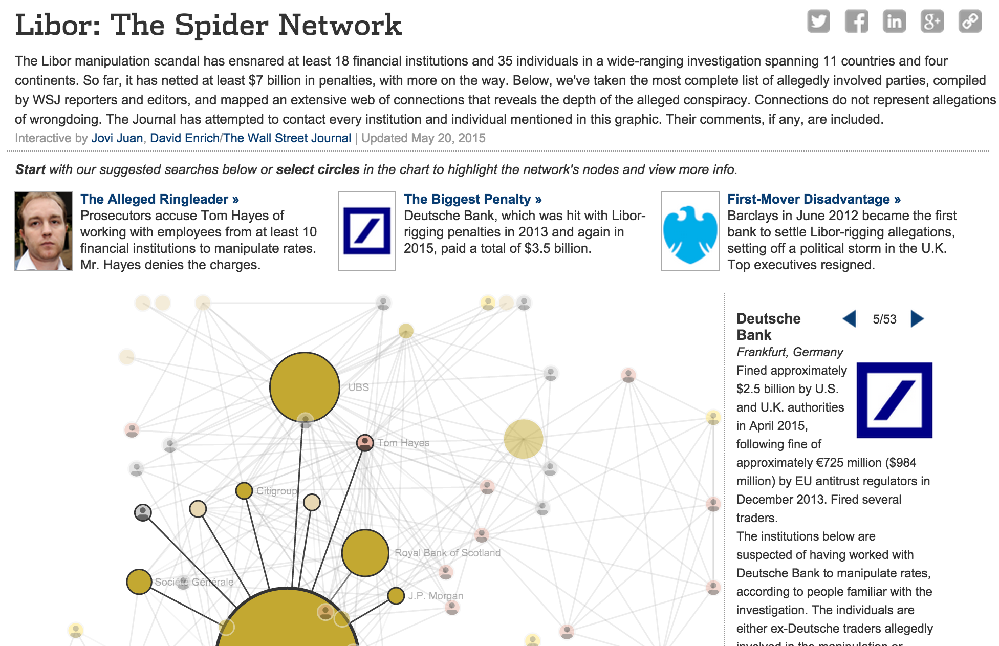 Libor: The Spider Network
The Libor manipulation scandal has ensnared at least 18 financial institutions and 35 individuals in a wide-ranging investigation spanning 11 countries and four
continents. So far, it has netted at least $7 billion in penalties, with more on the way. Below, we've taken the most complete list of allegedly involved parties, compiled
by WSJ reporters and editors, and mapped an extensive web of connections that reveals the depth of the alleged conspiracy. Connections do not represent allegations
of wrongdoing. The Journal has attempted to contact every institution and individual mentioned in this graphic. Their comments, if any, are included.
Interactive by Jovi Juan, David Enrich/The Wall Street Journal | Updated May 20, 2015
Start with our suggested searches below or select circles in the chart to highlight the network's nodes and view more info.
The Alleged Ringleader »
Prosecutors accuse Tom Hayes of
working with employees from at least 10
financial institutions to manipulate rates.
Mr. Hayes denies the charges.
The Biggest Penalty »
Deutsche Bank, which was hit with Libor-
rigging penalties in 2013 and again in
2015, paid a total of $3.5 billion.
First-Mover Disadvantage »
Barclays in June 2012 became the first
bank to settle Libor-rigging allegations,
setting off a political storm in the U.K.
Top executives resigned.
UBS
Tom Hayes
Citigroup
Royal Bank of Scotland
Société Générale
J.P. Morgan
Deutsche
Bank
5/53
Frankfurt, Germany
Fined approximately
$2.5 billion by U.S.
and U.K. authorities
in April 2015,
following fine of
approximately €725 million ($984
million) by EU antitrust regulators in
December 2013. Fired several
traders.
The institutions below are
suspected of having worked with
Deutsche Bank to manipulate rates,
according to people familiar with the
investigation. The individuals are
either ex-Deutsche traders allegedly
involved in the manipulation or